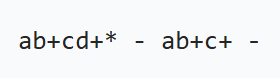 ab+cd+* - ab+c+ -